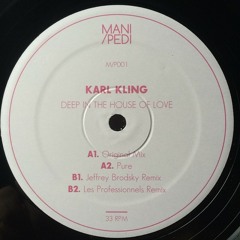 MANI
/PEDI
M/P001
KARL KLING
DEEP IN THE HOUSE OF LOVE
A1. Original Mix
A2. Pure
B1. Jeffrey Brodsky Remix
B2. Les Professionnels Remix
33 RPM